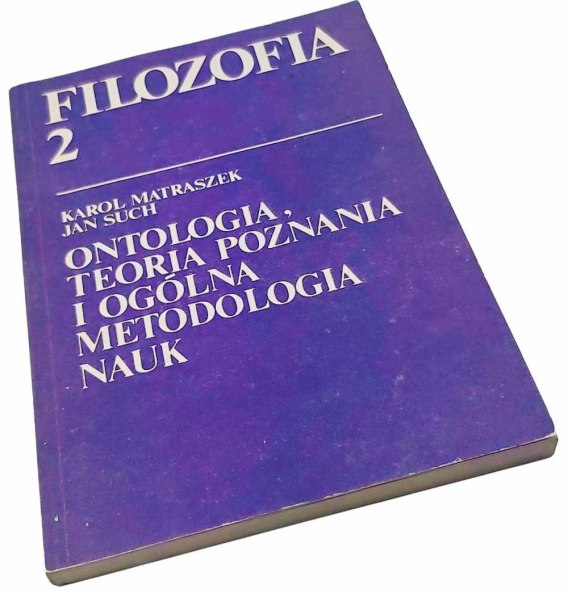 FILOZOFIA
2
KAROL MATRASZEK
JAN SUCH
ONTOLOGIA,
TEORIA POZNANIA
I OGÓLNA
METODOLOGIA
NAUK